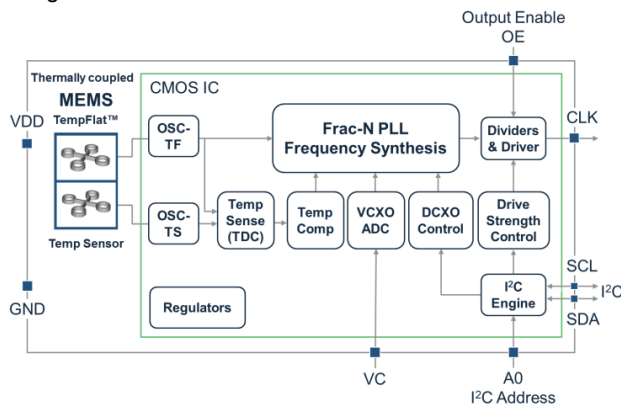 Output Enable
OE
Thermally coupled
MEMS
TempFlat™
CMOS IC
VDD
CLK
OSC-
TF
Frac-N PLL
Frequency Synthesis
Dividers
& Driver
OSC-
TS
Temp
Sense
(TDC)
Temp
Comp
VCXO
ADC
DCXO
Control
Drive
Strength
Control
Temp Sensor
SCL
I²C
SDA
I²C
Engine
GND
Regulators
VC
A0
I²C Address